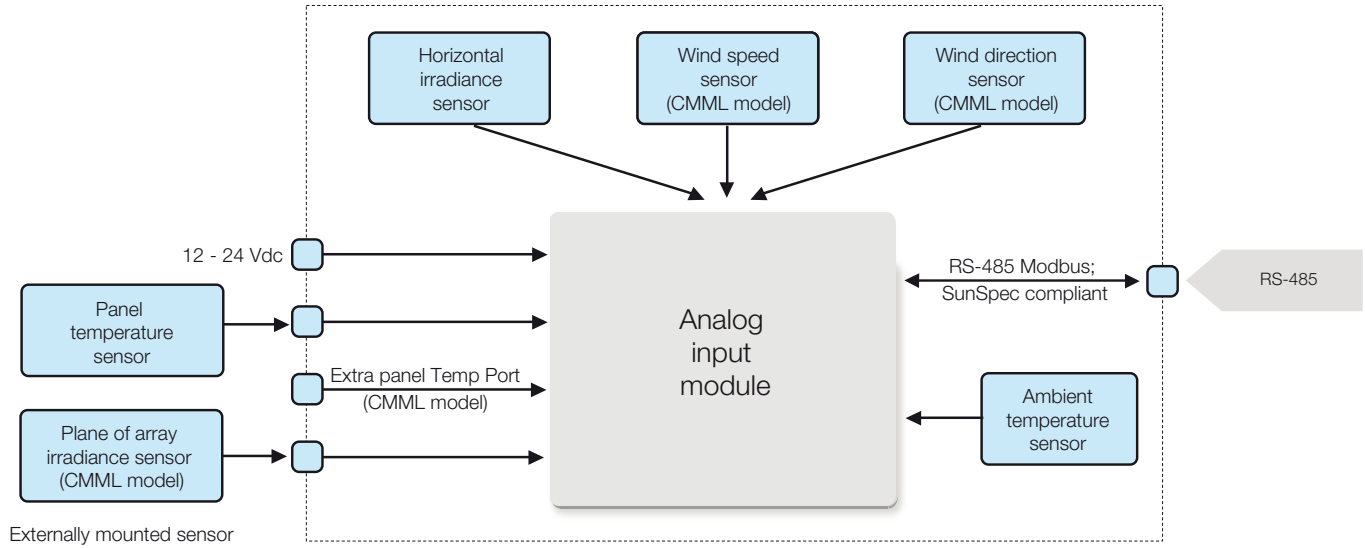 Horizontal
irradiance
sensor
Wind speed
sensor
(CMML model)
Wind direction
sensor
(CMML model)
12 - 24 Vdc
Panel
temperature
sensor
Extra panel Temp Port
(CMML model)
Plane of array
irradiance sensor
(CMML model)
Externally mounted sensor
Analog
input
module
RS-485 Modbus;
SunSpec compliant
RS-485
Ambient
temperature
sensor